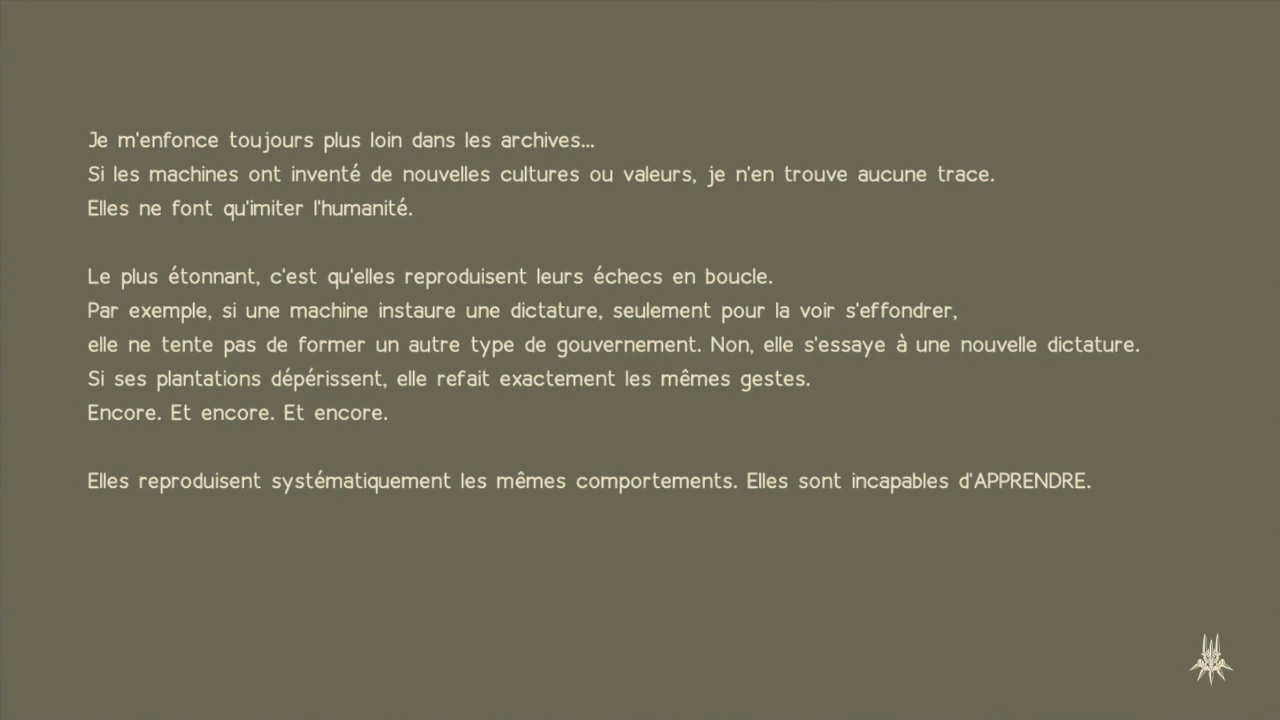 Je m'enfonce toujours plus loin dans les archives...
Si les machines ont inventé de nouvelles cultures ou valeurs, je n'en trouve aucune trace.
Elles ne font qu'imiter l'humanité.
Le plus étonnant, c'est qu'elles reproduisent leurs échecs en boucle.
Par exemple, si une machine instaure une dictature, seulement pour la voir s'effondrer,
elle ne tente pas de former un autre type de gouvernement. Non, elle s'essaye à une nouvelle dictature.
Si ses plantations dépérissent, elle refait exactement les mêmes gestes.
Encore. Et encore. Et encore.
Elles reproduisent systématiquement les mêmes comportements. Elles sont incapables d'APPRENDRE.